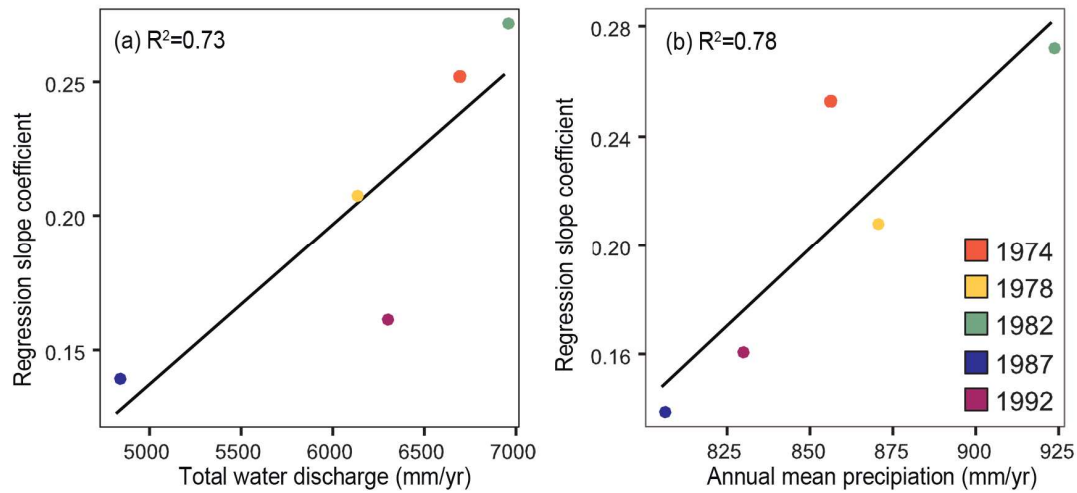 (a) R²=0.73
Regression slope coefficient
0.25
0.20
0.15
5000 5500 6000 6500 7000
Total water discharge (mm/yr)
(b) R²=0.78
Regression slope coefficient
0.28
0.24
0.20
0.16
825 850 875 900 925
Annual mean precipiation (mm/yr)
1974
1978
1982
1987
1992